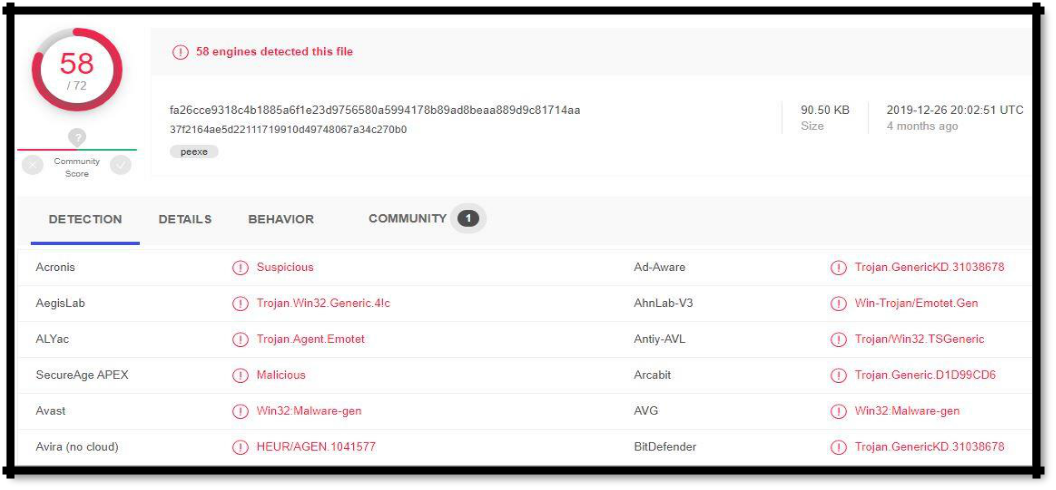 58
/ 72
58 engines detected this file
fa26cce9318c4b1885a6f1e23d9756580a5994178b89ad8beaa889d9c81714aa
37f2164ae5d22111719910d49748067a34c270b0
peexe
90.50 KB
Size
2019-12-26 20:02:51 UTC
4 months ago
?
Community
Score
DETECTION DETAILS BEHAVIOR COMMUNITY 1
Acronis Suspicious Ad-Aware Trojan.GenericKD.31038678
AegisLab Trojan.Win32.Generic.4!c AhnLab-V3 Win-Trojan/Emotet.Gen
ALYac Trojan.Agent.Emotet Antiy-AVL Trojan/Win32.TSGeneric
SecureAge APEX Malicious Arcabit Trojan.Generic.D1D99CD6
Avast Win32:Malware-gen AVG Win32:Malware-gen
Avira (no cloud) HEUR/AGEN.1041577 BitDefender Trojan.GenericKD.31038678